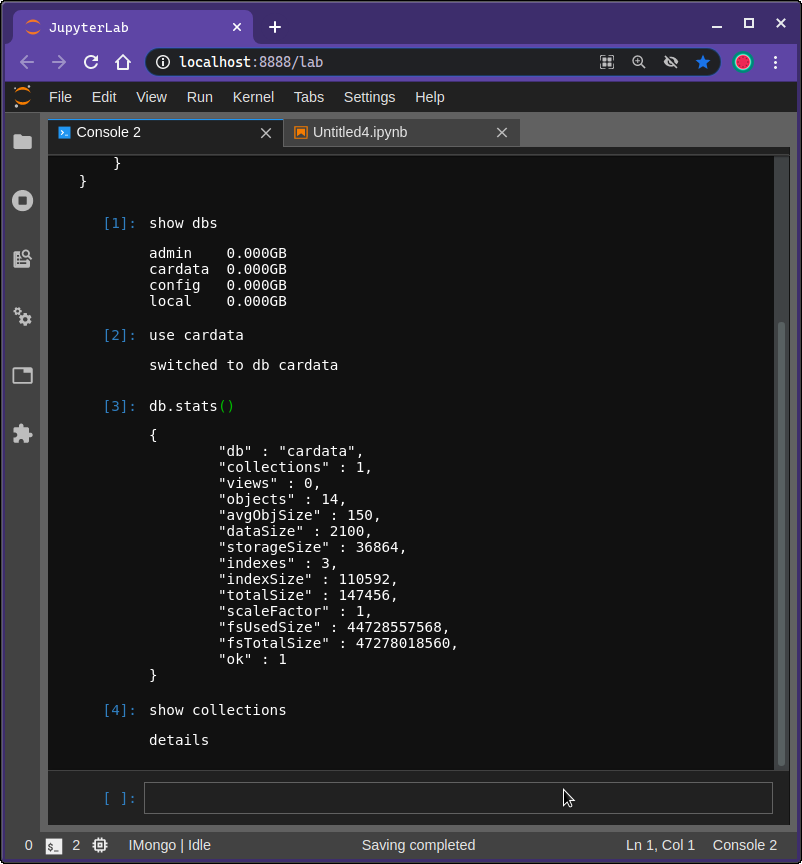 JupyterLab
localhost:8888/lab
File Edit View Run Kernel Tabs Settings Help
Console 2 Untitled4.ipynb
}
}
[1]: show dbs
admin 0.000GB
cardata 0.000GB
config 0.000GB
local 0.000GB
[2]: use cardata
switched to db cardata
[3]: db.stats()
{
"db" : "cardata",
"collections" : 1,
"views" : 0,
"objects" : 14,
"avgObjSize" : 150,
"dataSize" : 2100,
"storageSize" : 36864,
"indexes" : 3,
"indexSize" : 110592,
"totalSize" : 147456,
"scaleFactor" : 1,
"fsUsedSize" : 44728557568,
"fsTotalSize" : 47278018560,
"ok" : 1
}
[4]: show collections
details
[ ]:
0 $_ 2 IMongo | Idle Saving completed Ln 1, Col 1 Console 2